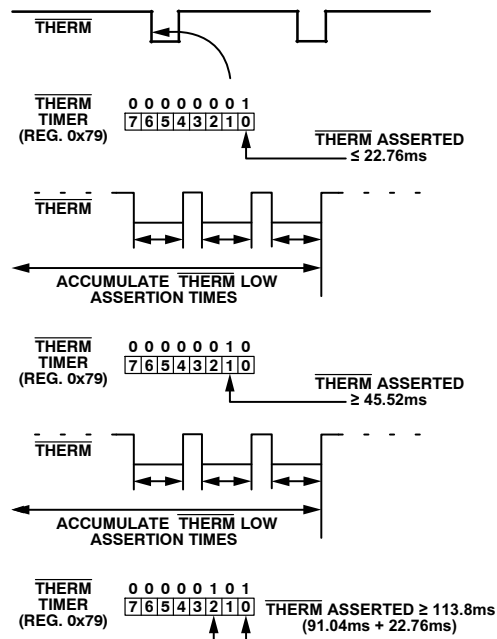 THERM
THERM
TIMER
(REG. 0x79)
0 0 0 0 0 0 0 1
7 6 5 4 3 2 1 0
THERM ASSERTED
≤ 22.76ms
THERM
ACCUMULATE THERM LOW
ASSERTION TIMES
THERM
TIMER
(REG. 0x79)
0 0 0 0 0 0 1 0
7 6 5 4 3 2 1 0
THERM ASSERTED
≥ 45.52ms
THERM
ACCUMULATE THERM LOW
ASSERTION TIMES
THERM
TIMER
(REG. 0x79)
0 0 0 0 0 1 0 1
7 6 5 4 3 2 1 0
THERM ASSERTED ≥ 113.8ms
(91.04ms + 22.76ms)